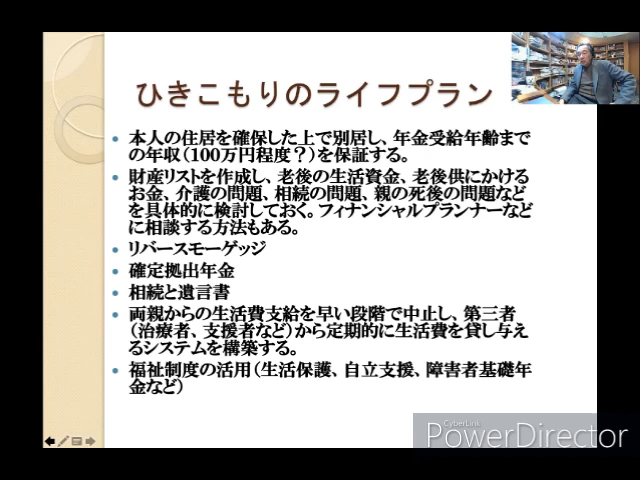 ひきこもりのライフプラン
• 本人の住居を確保した上で別居し、年金受給年齢まで
の年収(100万円程度?)を保証する。
• 財産リストを作成し、老後の生活資金、老後供にかける
お金、介護の問題、相続の問題、親の死後の問題など
を具体的に検討しておく。フィナンシャルプランナーなど
に相談する方法もある。
• リバースモーゲッジ
• 確定拠出年金
• 相続と遺言書
• 両親からの生活費支給を早い段階で中止し、第三者
(治療者、支援者など)から定期的に生活費を貸し与え
るシステムを構築する。
• 福祉制度の活用(生活保護、自立支援、障害者基礎年
金など)
CyberLink
PowerDirector